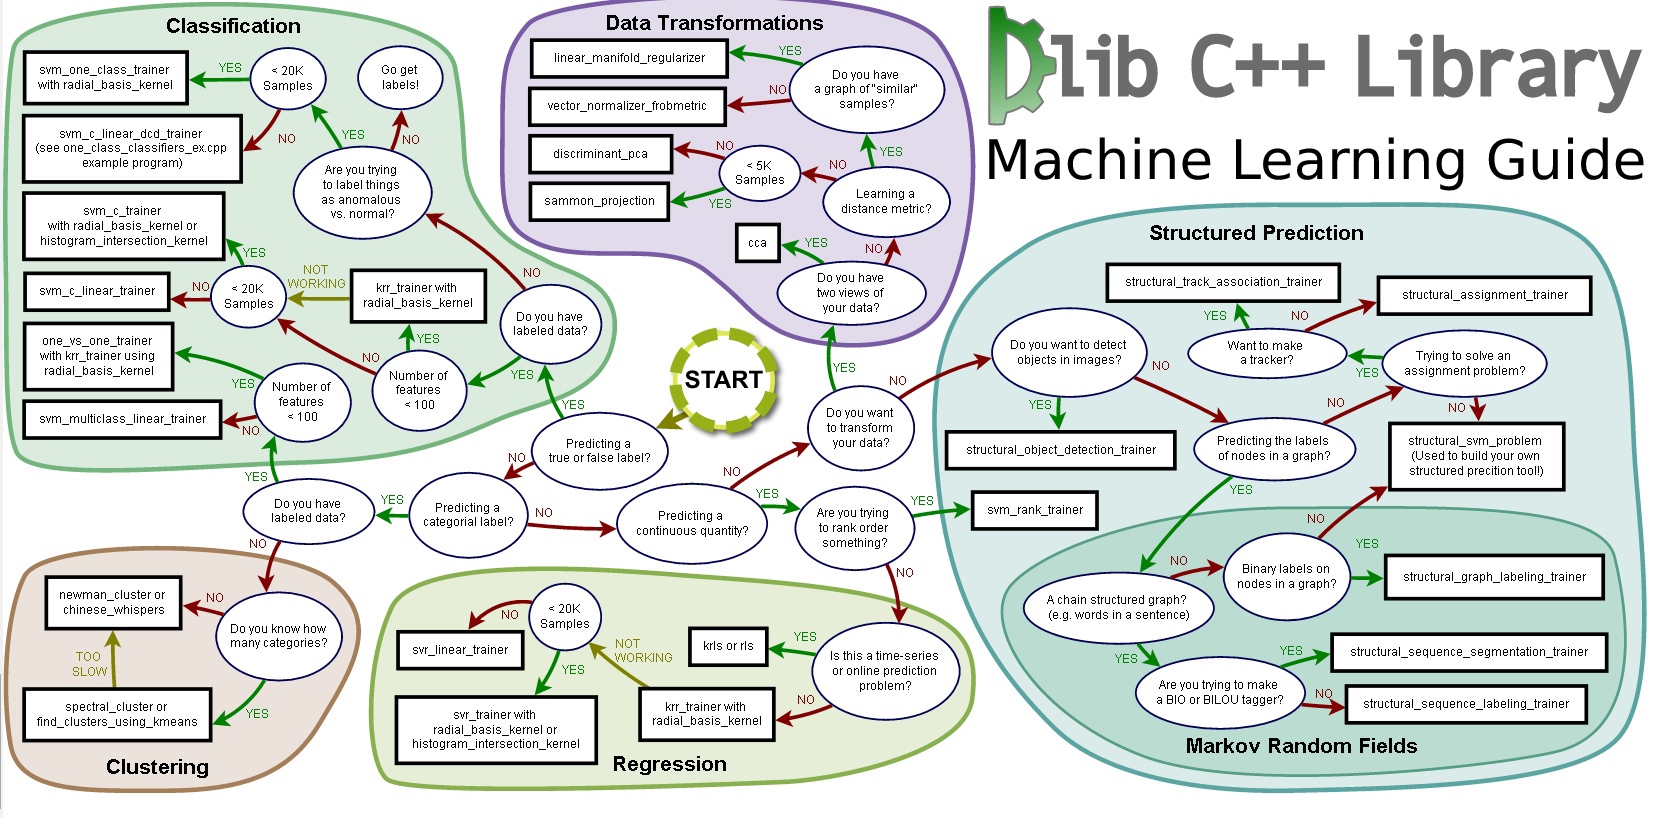 Dlib C++ Library
Machine Learning Guide
Classification
svm_one_class_trainer
with radial_basis_kernel
YES
< 20K
Samples
Go get
labels!
svm_c_linear_dcd_trainer
(see one_class_classifiers_ex.cpp
example program)
NO
YES
NO
Are you trying
to label things
as anomalous
vs. normal?
svm_c_trainer
with radial_basis_kernel or
histogram_intersection_kernel
YES
NO
svm_c_linear_trainer
NO
< 20K
Samples
NOT
WORKING
krr_trainer with
radial_basis_kernel
Do you have
labeled data?
one_vs_one_trainer
with krr_trainer using
radial_basis_kernel
YES
NO
YES
Number of
features
< 100
YES
Number of
features
< 100
svm_multiclass_linear_trainer
NO
YES
YES
Data Transformations
linear_manifold_regularizer
YES
Do you have
a graph of "similar"
samples?
vector_normalizer_frobmetric
NO
discriminant_pca
NO
< 5K
Samples
NO
YES
sammon_projection
YES
Learning a
distance metric?
cca
YES
NO
Do you have
two views of
your data?
YES
START
Predicting a
true or false label?
NO
Do you want
to transform
your data?
NO
NO
Do you have
labeled data?
YES
Predicting a
categorial label?
NO
Predicting a
continuous quantity?
YES
Are you trying
to rank order
something?
YES
svm_rank_trainer
NO
NO
Structured Prediction
structural_track_association_trainer
structural_assignment_trainer
YES
NO
Do you want to detect
objects in images?
Want to make
a tracker?
YES
Trying to solve an
assignment problem?
NO
YES
NO
NO
structural_object_detection_trainer
Predicting the labels
of nodes in a graph?
structural_svm_problem
(Used to build your own
structured precition tool!)
YES
NO
NO
Binary labels on
nodes in a graph?
YES
structural_graph_labeling_trainer
A chain structured graph?
(e.g. words in a sentence)
YES
YES
structural_sequence_segmentation_trainer
Are you trying to make
a BIO or BILOU tagger?
NO
structural_sequence_labeling_trainer
Markov Random Fields
newman_cluster or
chinese_whispers
NO
Do you know how
many categories?
TOO
SLOW
spectral_cluster or
find_clusters_using_kmeans
YES
Clustering
NO
< 20K
Samples
svr_linear_trainer
YES
NOT
WORKING
krls or rls
YES
Is this a time-series
or online prediction
problem?
NO
svr_trainer with
radial_basis_kernel or
histogram_intersection_kernel
krr_trainer with
radial_basis_kernel
Regression